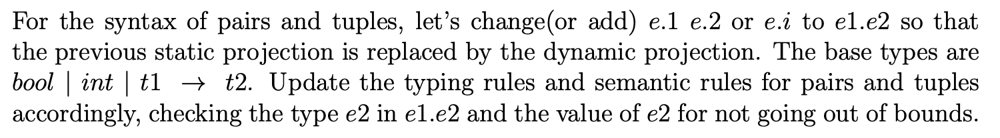 For the syntax of pairs and tuples, let's change(or add) e.1 e.2 or e.i to e1.e2 so that
the previous static projection is replaced by the dynamic projection. The base types are
bool | int | t1 → t2. Update the typing rules and semantic rules for pairs and tuples
accordingly, checking the type e2 in e1.e2 and the value of e2 for not going out of bounds.